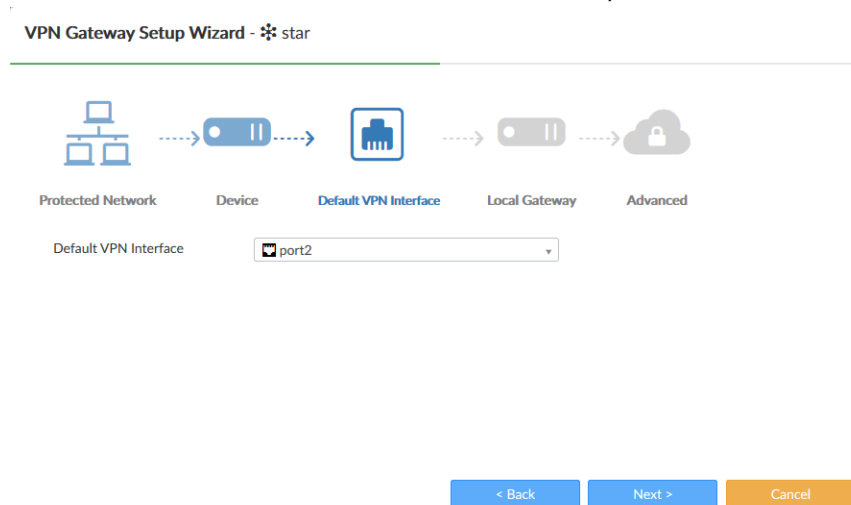 VPN Gateway Setup Wizard - star
Protected Network Device Default VPN Interface Local Gateway Advanced
Default VPN Interface port2
< Back Next > Cancel